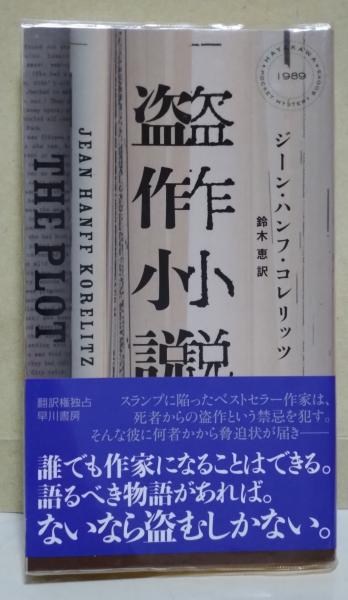 HAYAKAWA POCKET MYSTERY BOOKS
1989
ジーン・ハンフ・コレリッツ
鈴木恵訳
盗作小説
盗作小説
JEAN HANFF KORELITZ
THE PLOT
翻訳権独占
早川書房
スランプに陥ったベストセラー作家は、
死者からの盗作という禁忌を犯す。
そんな彼に何者かから脅迫状が届き――
誰でも作家になることはできる。
語るべき物語があれば。
ないなら盗むしかない。